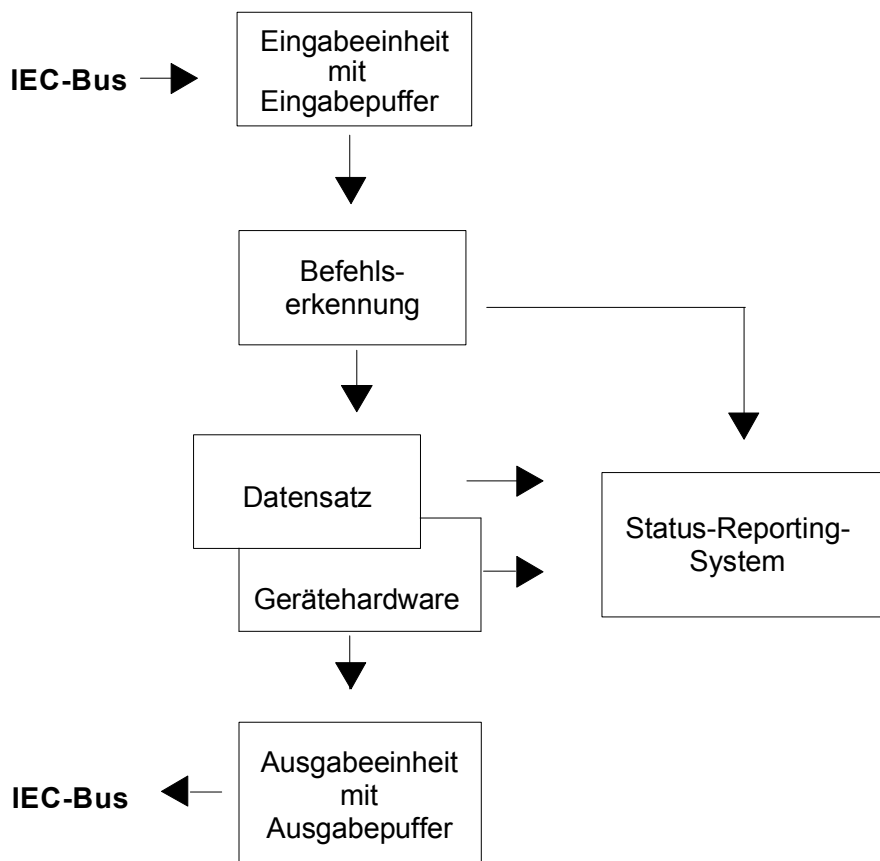 IEC-Bus
Eingabeeinheit
mit
Eingabepuffer
Befehls-
erkennung
Datensatz
Gerätehardware
Status-Reporting-
System
IEC-Bus
Ausgabeeinheit
mit
Ausgabepuffer